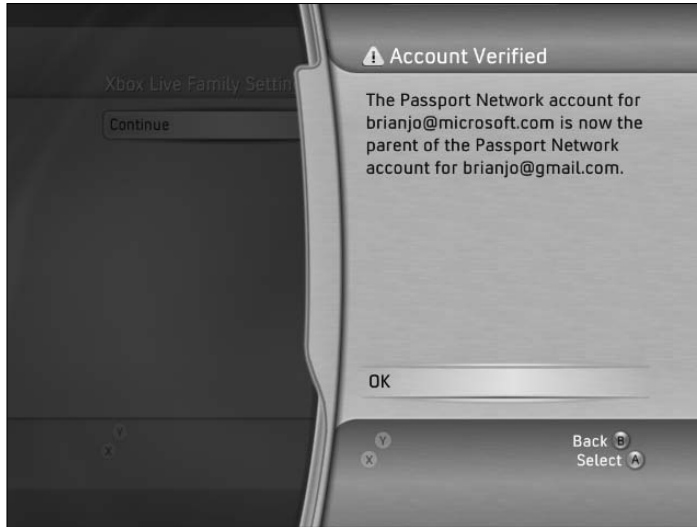 Account Verified
Xbox Live Family Settin
Continue
The Passport Network account for
brianjo@microsoft.com is now the
parent of the Passport Network
account for brianjo@gmail.com.
OK
Y
X
Y
X
Back B
Select A